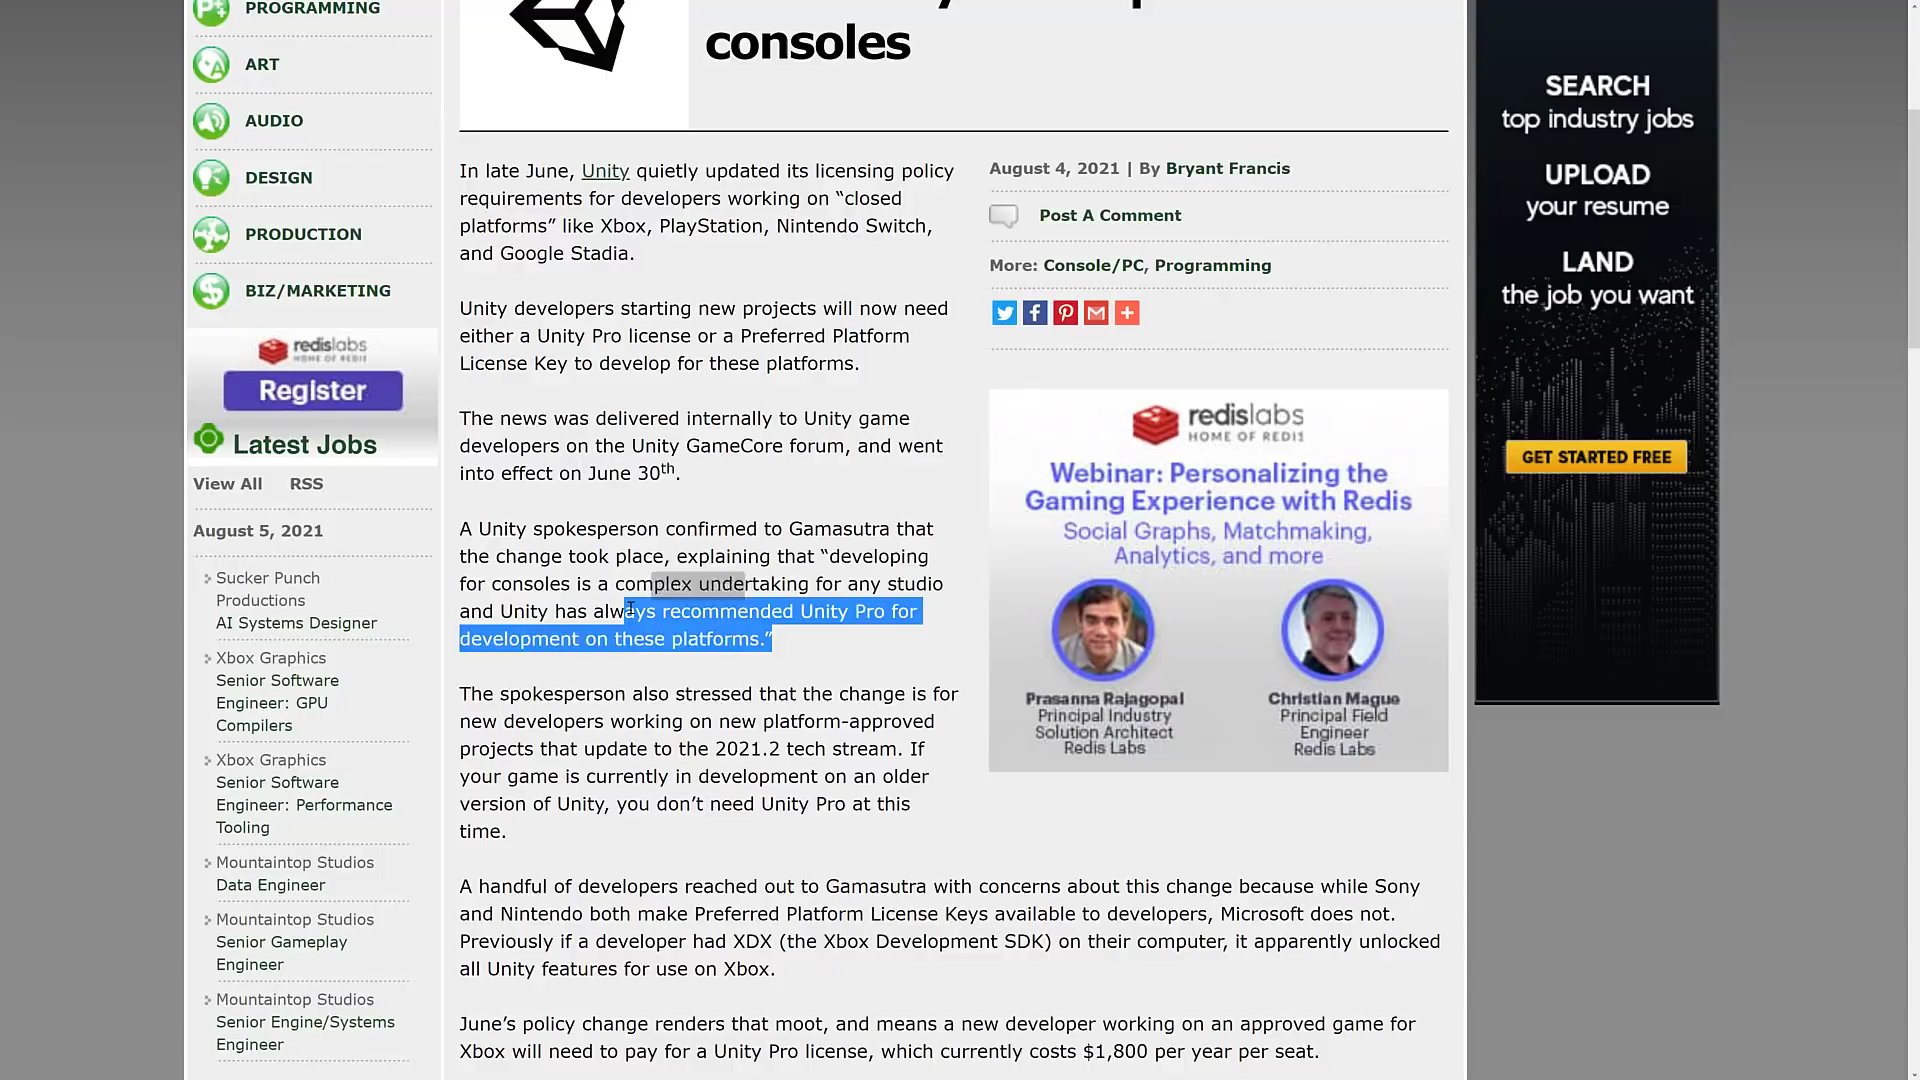 PROGRAMMING
ART
AUDIO
DESIGN
PRODUCTION
BIZ/MARKETING
redislabs
HOME OF REDIS
Register
Latest Jobs
View All RSS
August 5, 2021
Sucker Punch
Productions
AI Systems Designer
Xbox Graphics
Senior Software
Engineer: GPU
Compilers
Xbox Graphics
Senior Software
Engineer: Performance
Tooling
Mountaintop Studios
Data Engineer
Mountaintop Studios
Senior Gameplay
Engineer
Mountaintop Studios
Senior Engine/Systems
Engineer
consoles
In late June, Unity quietly updated its licensing policy
requirements for developers working on “closed
platforms” like Xbox, PlayStation, Nintendo Switch,
and Google Stadia.
Unity developers starting new projects will now need
either a Unity Pro license or a Preferred Platform
License Key to develop for these platforms.
The news was delivered internally to Unity game
developers on the Unity GameCore forum, and went
into effect on June 30th.
A Unity spokesperson confirmed to Gamasutra that
the change took place, explaining that “developing
for consoles is a complex undertaking for any studio
and Unity has always recommended Unity Pro for
development on these platforms.”
The spokesperson also stressed that the change is for
new developers working on new platform-approved
projects that update to the 2021.2 tech stream. If
your game is currently in development on an older
version of Unity, you don’t need Unity Pro at this
time.
A handful of developers reached out to Gamasutra with concerns about this change because while Sony
and Nintendo both make Preferred Platform License Keys available to developers, Microsoft does not.
Previously if a developer had XDX (the Xbox Development SDK) on their computer, it apparently unlocked
all Unity features for use on Xbox.
June’s policy change renders that moot, and means a new developer working on an approved game for
Xbox will need to pay for a Unity Pro license, which currently costs $1,800 per year per seat.
August 4, 2021 | By Bryant Francis
Post A Comment
More: Console/PC, Programming
redislabs
HOME OF REDIS
Webinar: Personalizing the
Gaming Experience with Redis
Social Graphs, Matchmaking,
Analytics, and more
Prasanna Rajagopal
Principal Industry
Solution Architect
Redis Labs
Christian Mague
Principal Field
Engineer
Redis Labs
SEARCH
top industry jobs
UPLOAD
your resume
LAND
the job you want
GET STARTED FREE